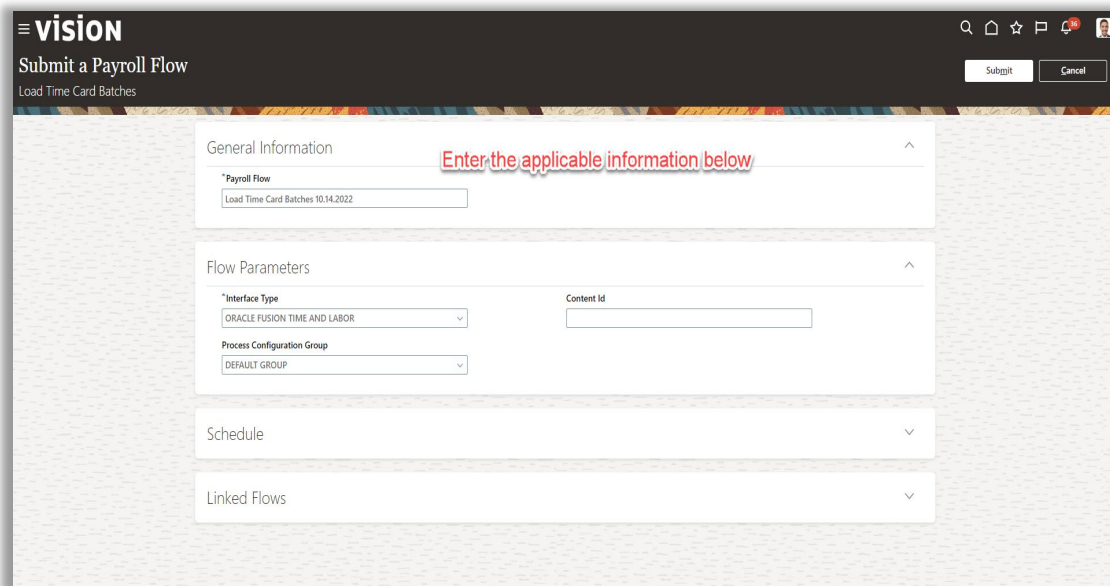 vision
36
Submit a Payroll Flow
Submit
Cancel
Load Time Card Batches
General Information
Enter the applicable information below
*Payroll Flow
Load Time Card Batches 10.14.2022
Flow Parameters
*Interface Type
Content Id
ORACLE FUSION TIME AND LABOR
Process Configuration Group
DEFAULT GROUP
Schedule
Linked Flows